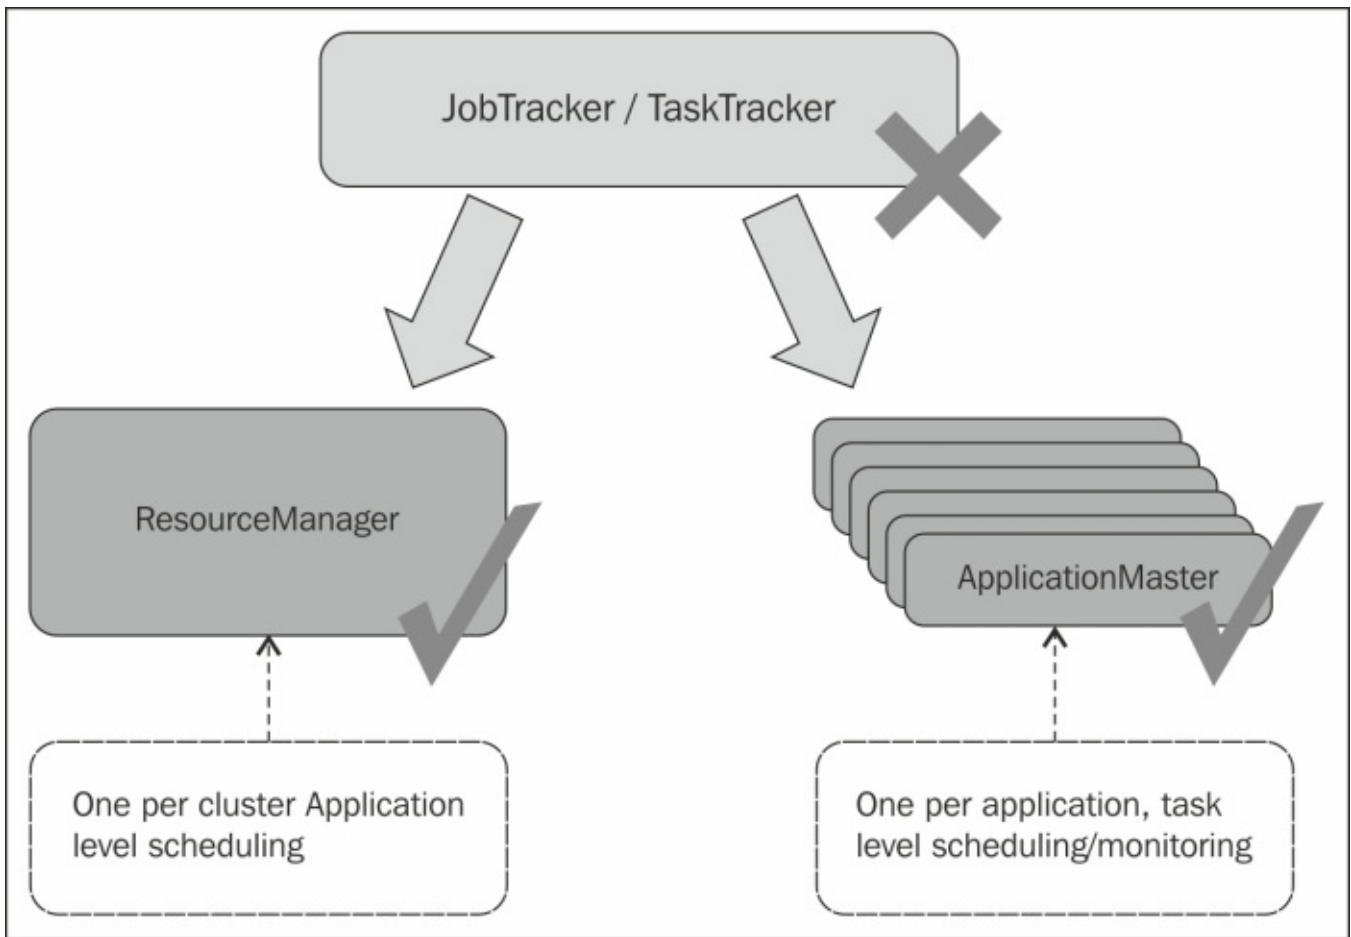 JobTracker / TaskTracker
ResourceManager
ApplicationMaster
One per cluster Application
level scheduling
One per application, task
level scheduling/monitoring